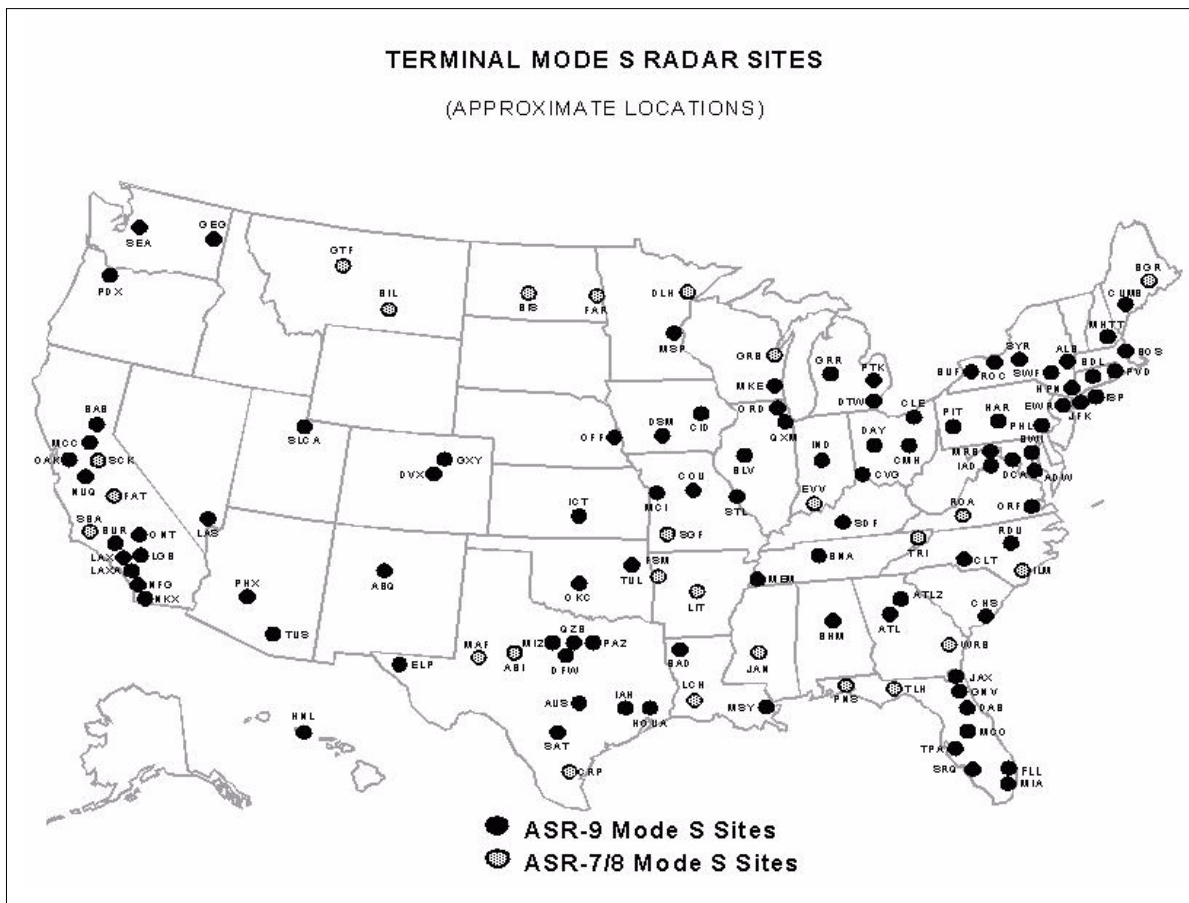 TERMINAL MODE S RADAR SITES
(APPROXIMATE LOCATIONS)
SEA
GEG
PDX
GTF
BIL
BIS
FAR
DLH
MSP
GRB
MKE
GRR
PTK
DTW
BGR
CUMB
MHTT
BOS
ALB
SYR
BUF
ROC
SWF
BDL
PVD
HPN
ISP
EWR
JFK
BAB
MCC
OAK
SCK
NUQ
FAT
SBA
BUR
ONT
LAX
LGB
LAXA
NFG
NKX
LAS
SLCA
DVX
GXY
OFF
DSM
CID
ORD
QXM
CLE
PIT
HAR
PHL
BLV
IND
DAY
CMH
CVG
MRB
IAD
BWI
DCA
ADW
ICT
MCI
COU
STL
EVV
SDF
ROA
ORF
SGF
PHX
TUS
ABQ
ELP
OKC
TUL
FSM
LIT
MEM
BNA
TRI
RDU
CLT
ILM
MAF
ABI
MIZ
QZB
PAZ
DFW
BAD
JAN
BHM
ATLZ
ATL
CHS
WRB
LCH
MSY
PNS
TLH
JAX
GNV
DAB
MCO
TPA
SRQ
FLL
MIA
AUS
IAH
HOUA
SAT
CRP
HNL
ASR-9 Mode S Sites
ASR-7/8 Mode S Sites